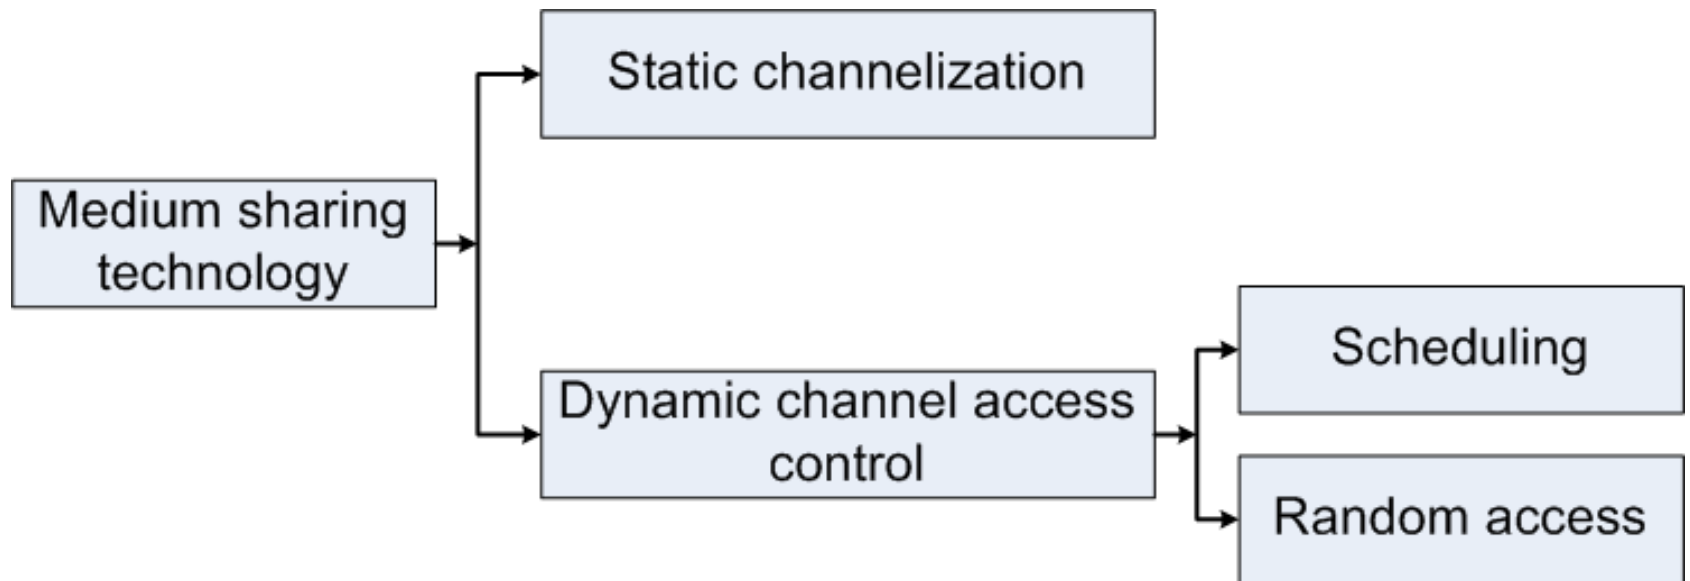 Static channelization
Medium sharing
technology
Dynamic channel access
control
Scheduling
Random access